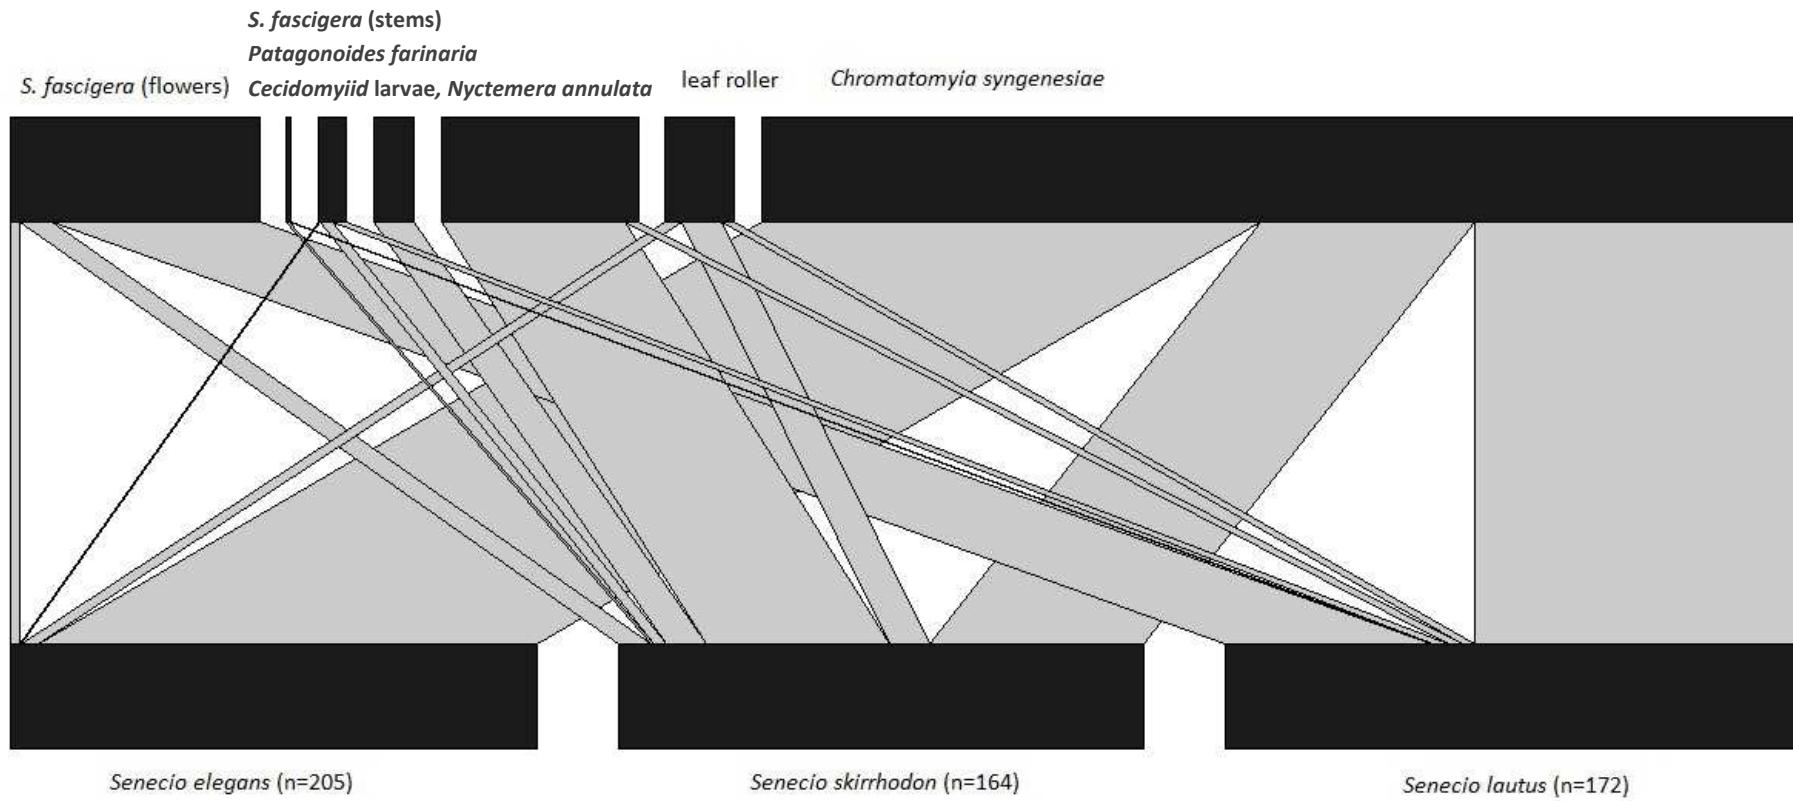 S. fascigera (stems)
Patagonoides farinaria
S. fascigera (flowers) Cecidomyiid larvae, Nyctemera annulata leaf roller Chromatomyia syngenesiae
Senecio elegans (n=205) Senecio skirrhodon (n=164) Senecio lautus (n=172)